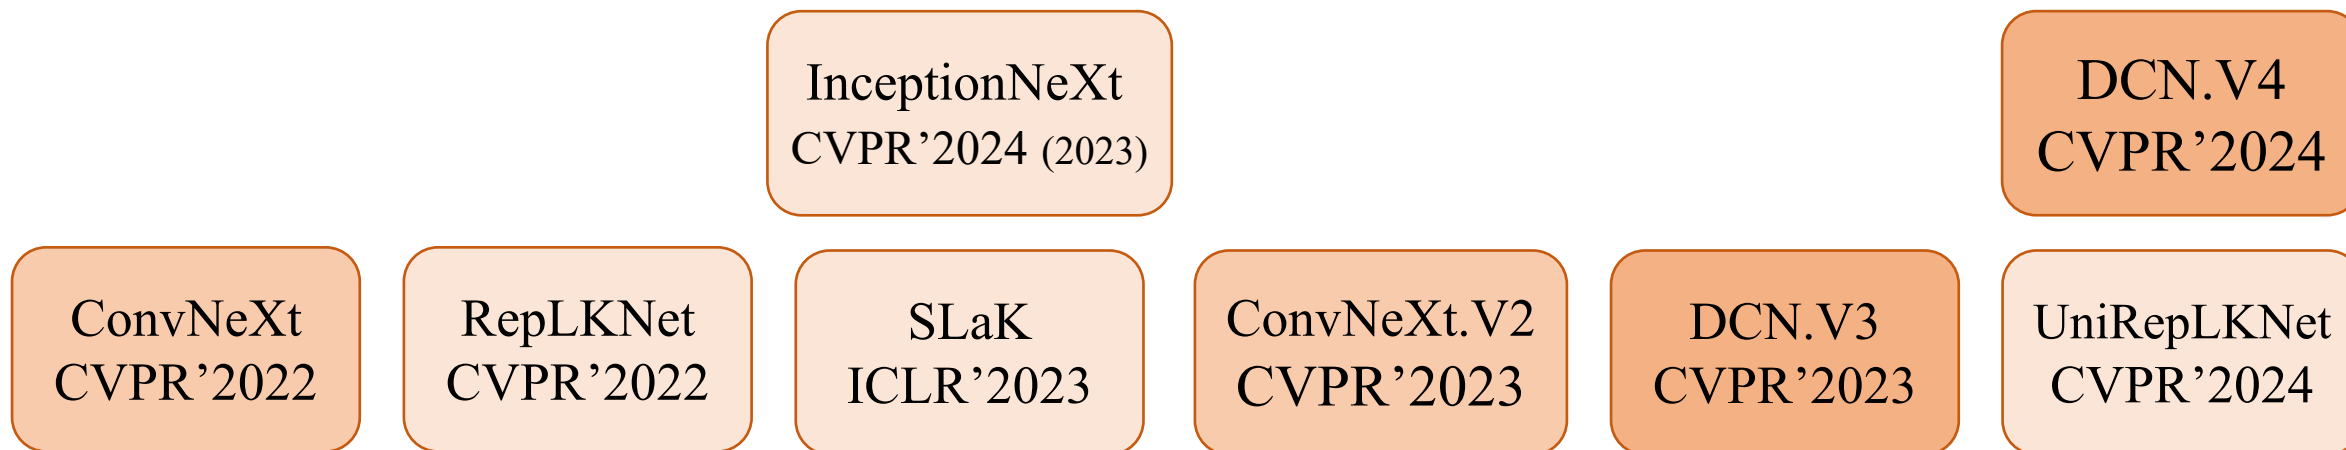 InceptionNeXt
CVPR’2024 (2023)
DCN.V4
CVPR’2024
ConvNeXt
CVPR’2022
RepLKNet
CVPR’2022
SLaK
ICLR’2023
ConvNeXt.V2
CVPR’2023
DCN.V3
CVPR’2023
UniRepLKNet
CVPR’2024